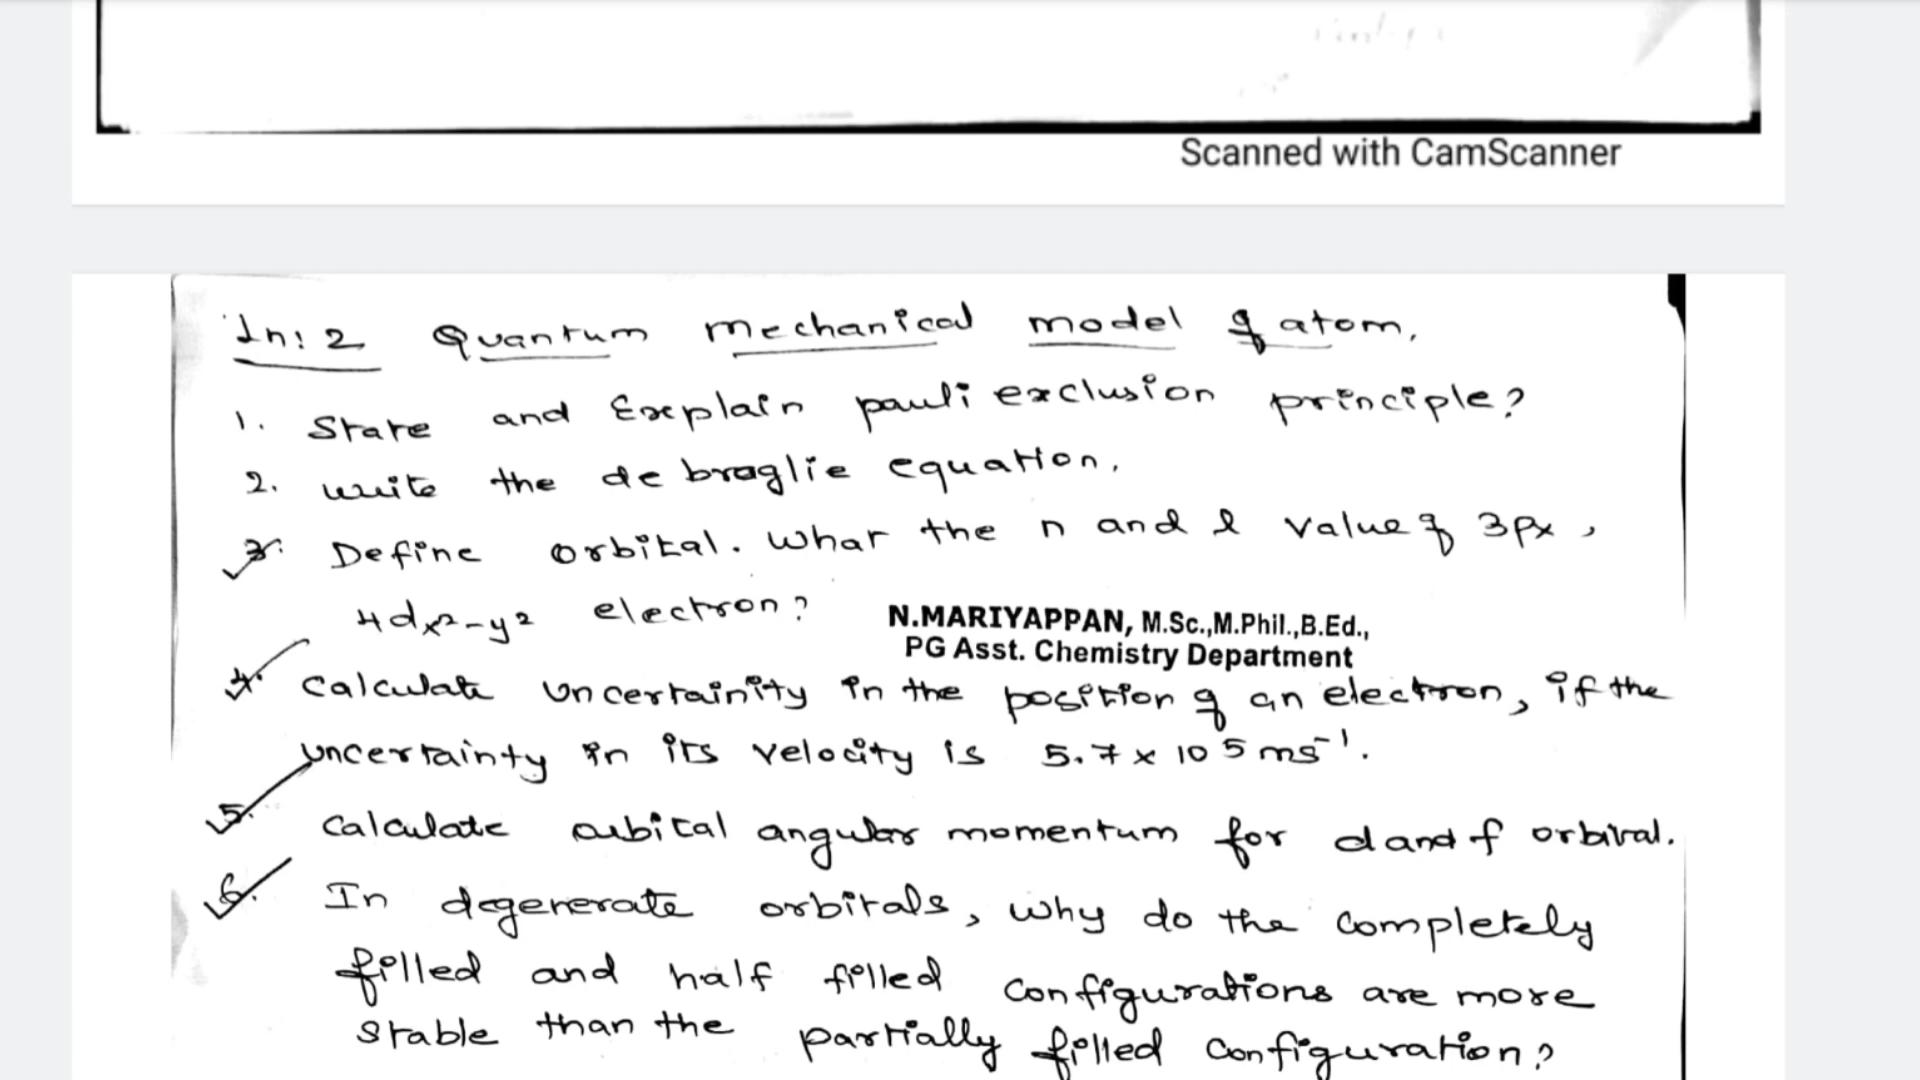 Scanned with CamScanner
Ln: 2 Quantum mechanical model of atom.
1. State and Explain pauli exclusion principle?
2. write the de broglie equation.
3. Define orbital. What the n and l value of 3px,
4dx²-y² electron?
N.MARIYAPPAN, M.Sc.,M.Phil.,B.Ed.,
PG Asst. Chemistry Department
4. Calculate uncertainity in the position of an electron, if the
uncertainty in its velocity is 5.7 x 10 5 ms⁻¹.
5. Calculate orbital angular momentum for d and f orbital.
6. In degenerate orbitals, why do the completely
filled and half filled configurations are more
stable than the partially filled configuration?